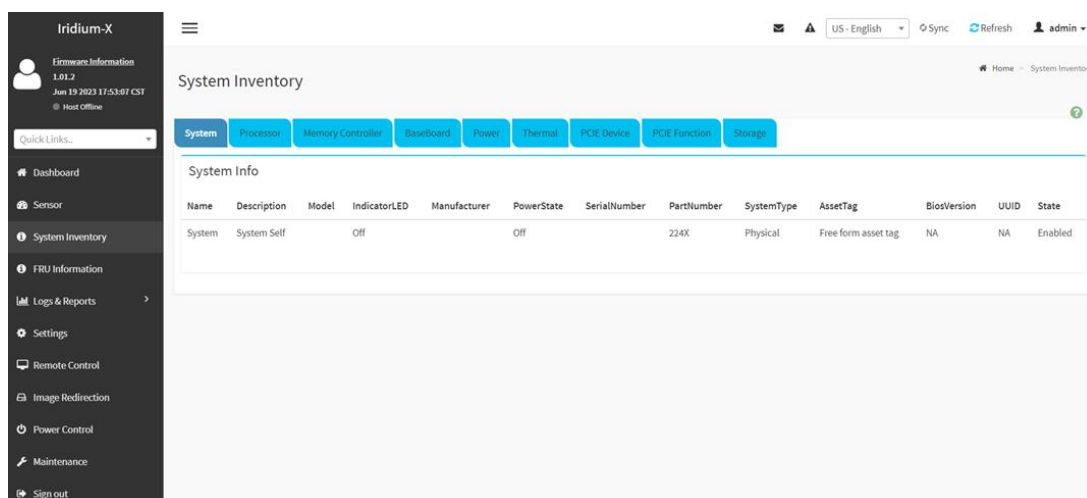 Iridium-X
Firmware Information
1.01.2
Jun 19 2023 17:53:07 CST
Host Offline
Quick Links..
Dashboard
Sensor
System Inventory
FRU Information
Logs & Reports
Settings
Remote Control
Image Redirection
Power Control
Maintenance
Sign out
US - English
Sync
Refresh
admin
System Inventory
Home
System Invento
System Processor Memory Controller BaseBoard Power Thermal PCIE Device PCIE Function Storage
System Info
Name Description Model IndicatorLED Manufacturer PowerState SerialNumber PartNumber SystemType AssetTag BiosVersion UUID State
System System Self Off Off 224X Physical Free form asset tag NA NA Enabled